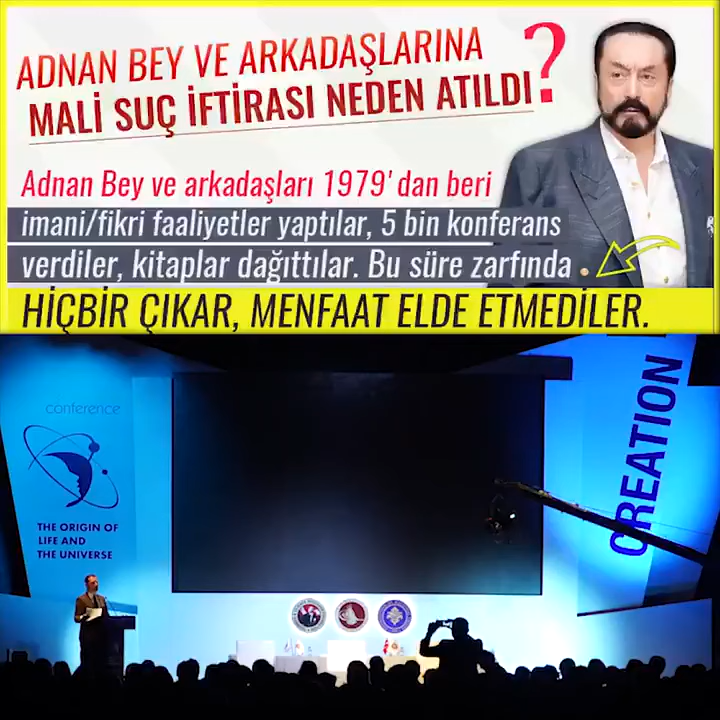 ADNAN BEY VE ARKADAŞLARINA
MALİ SUÇ İFTİRASI NEDEN ATILDI?
Adnan Bey ve arkadaşları 1979'dan beri
imani/fikri faaliyetler yaptılar, 5 bin konferans
verdiler, kitaplar dağıttılar. Bu süre zarfında
HİÇBİR ÇIKAR, MENFAAT ELDE ETMEDİLER.
conference
THE ORIGIN OF
LIFE AND
THE UNIVERSE
CREATION